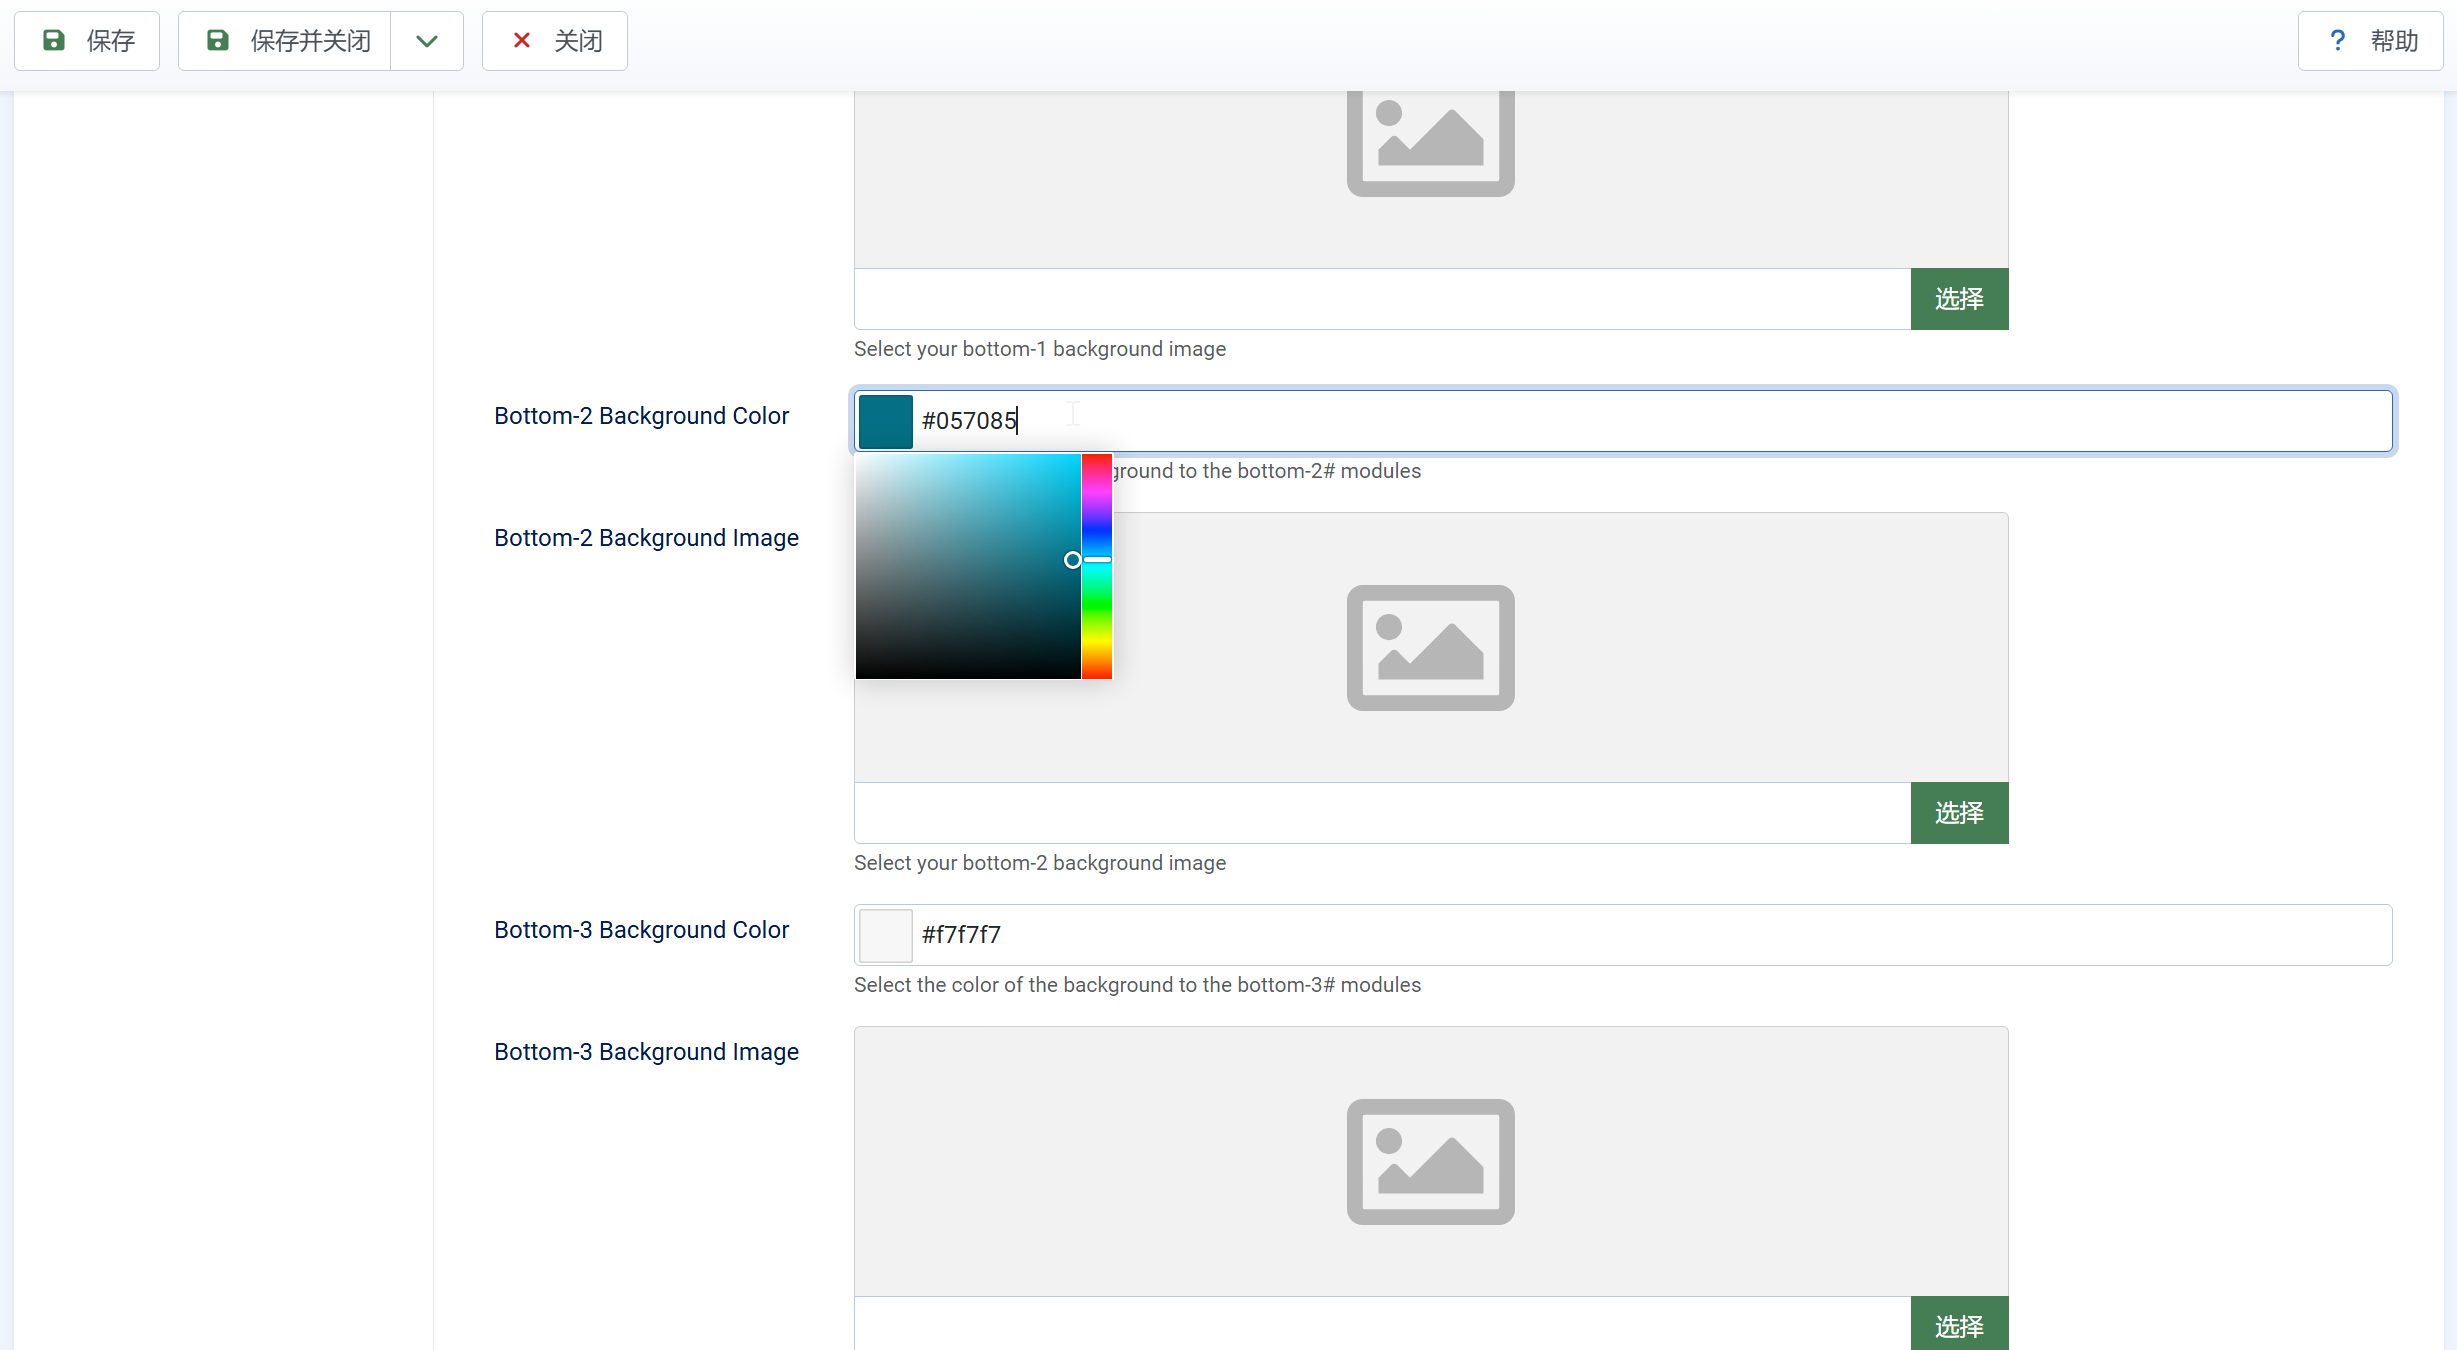 保存
保存并关闭
关闭
? 帮助
选择
Select your bottom-1 background image
Bottom-2 Background Color
#057085
ground to the bottom-2# modules
Bottom-2 Background Image
选择
Select your bottom-2 background image
Bottom-3 Background Color
#f7f7f7
Select the color of the background to the bottom-3# modules
Bottom-3 Background Image
选择